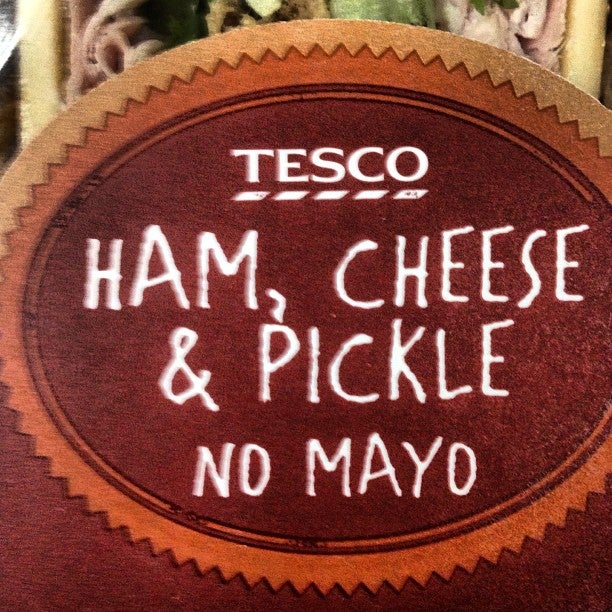 TESCO
HAM, CHEESE
& PICKLE
NO MAYO